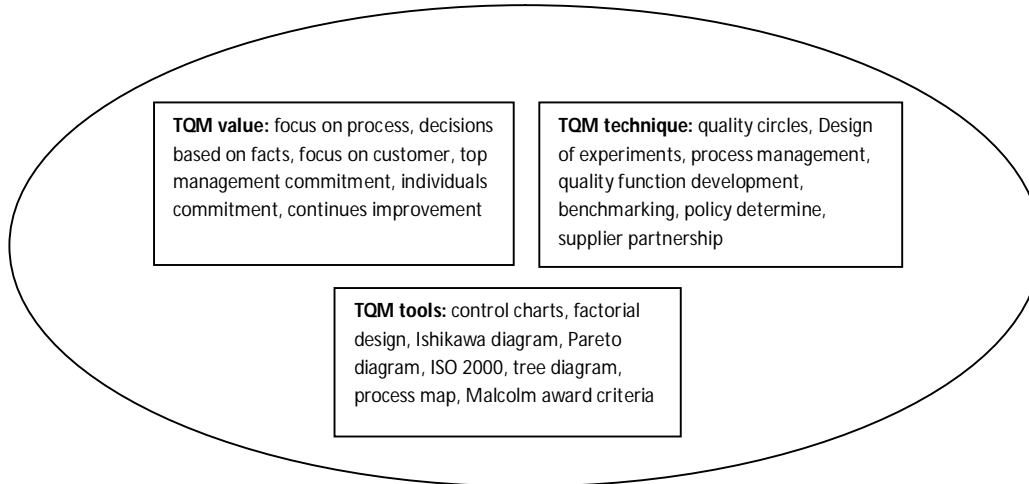 TQM value: focus on process, decisions
based on facts, focus on customer, top
management commitment, individuals
commitment, continues improvement
TQM technique: quality circles, Design
of experiments, process management,
quality function development,
benchmarking, policy determine,
supplier partnership
TQM tools: control charts, factorial
design, Ishikawa diagram, Pareto
diagram, ISO 2000, tree diagram,
process map, Malcolm award criteria